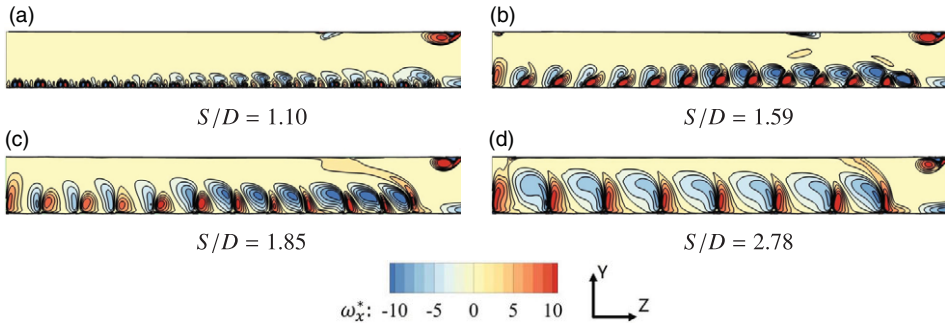 (a)
(b)
S/D = 1.10
S/D = 1.59
(c)
(d)
S/D = 1.85
S/D = 2.78
ω*x: -10 -5 0 5 10
Y
Z